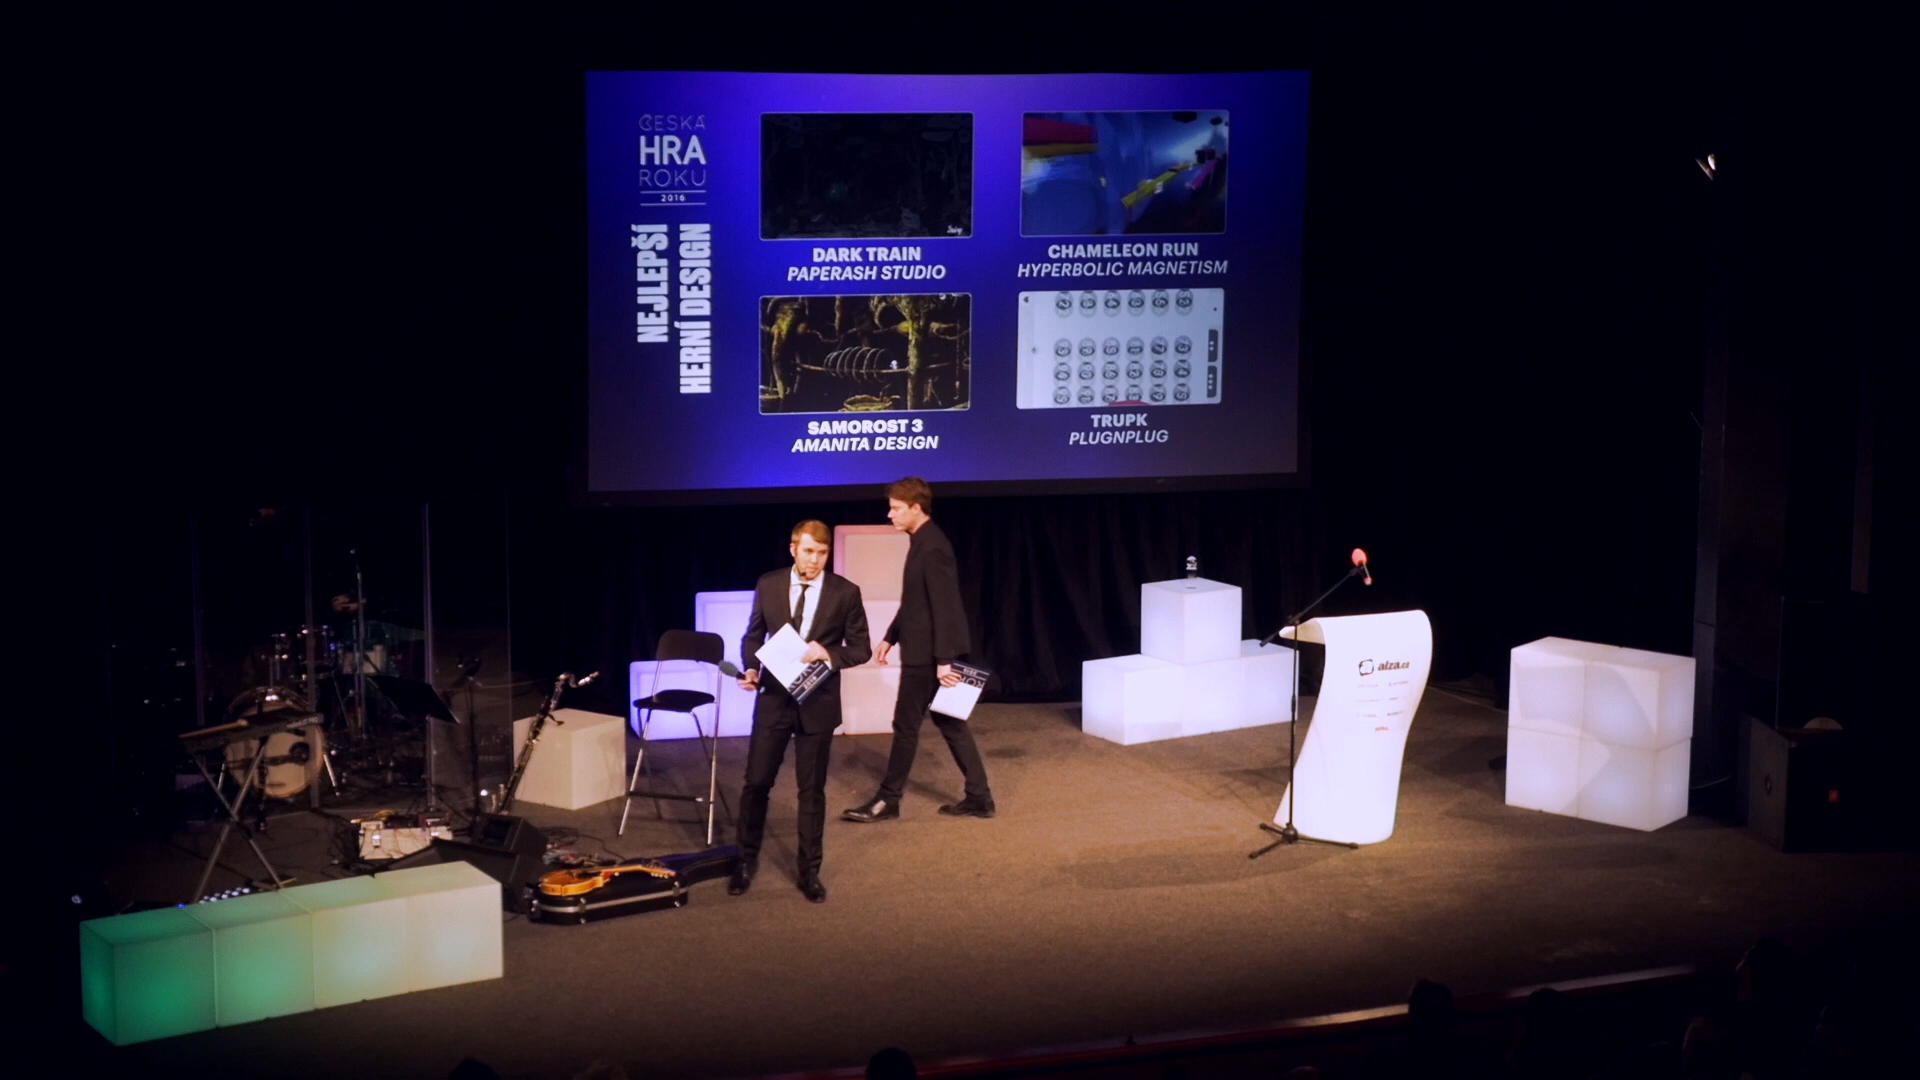 ČESKÁ
HRA
ROKU
2016
NEJLEPŠÍ
HERNÍ DESIGN
DARK TRAIN
PAPERASH STUDIO
CHAMELEON RUN
HYPERBOLIC MAGNETISM
SAMOROST 3
AMANITA DESIGN
TRUPK
PLUGNPLUG
alza.cz